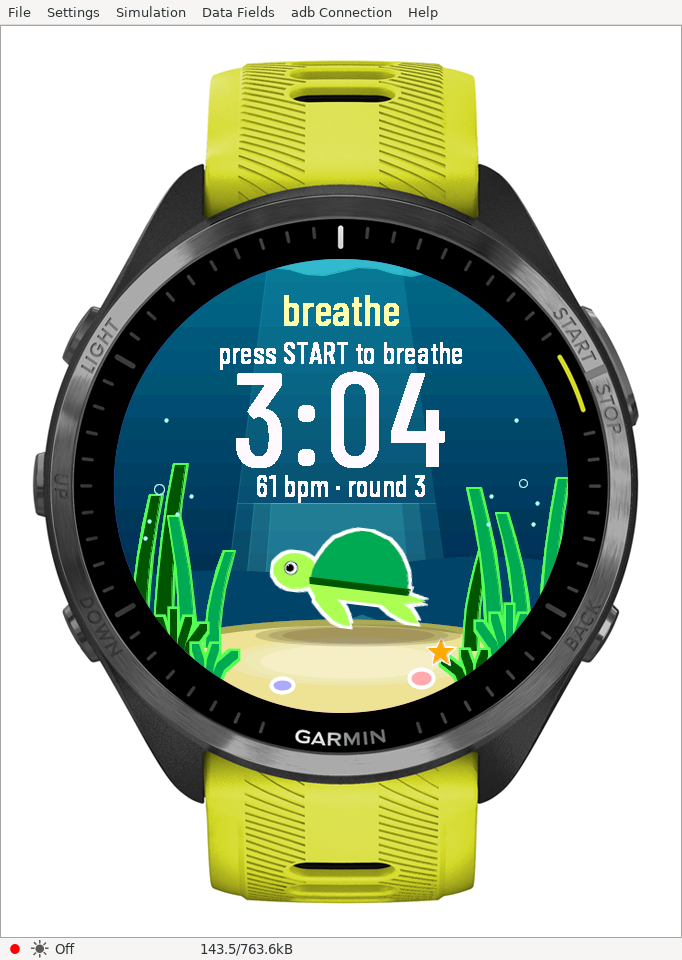 File Settings Simulation Data Fields adb Connection Help
LIGHT
START
STOP
UP
DOWN
BACK
breathe
press START to breathe
3:04
61 bpm · round 3
GARMIN
Off 143.5/763.6kB